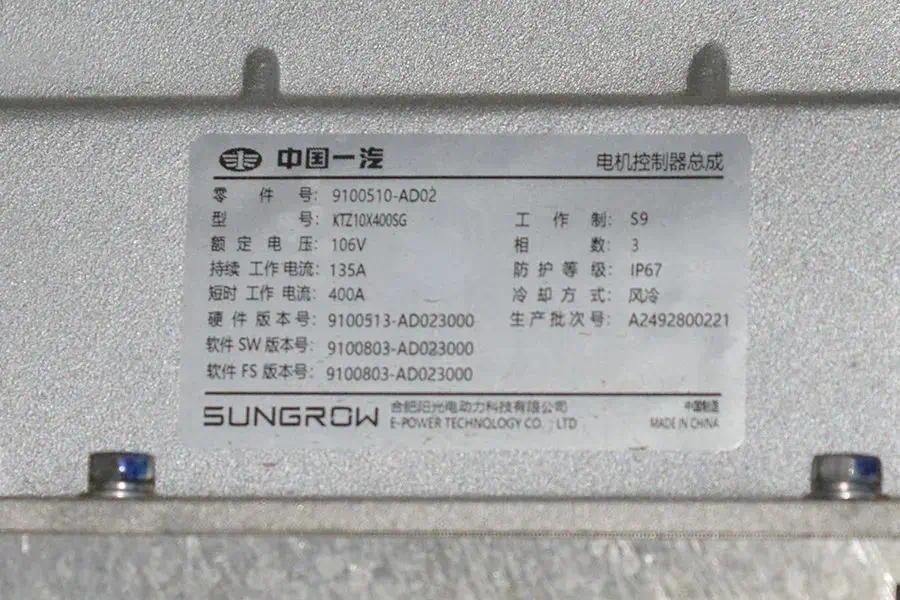 中国一汽 电机控制器总成
零件号: 9100510-AD02
型号: KTZ10X400SG 工作制: S9
额定电压: 106V 相数: 3
持续工作电流: 135A 防护等级: IP67
短时工作电流: 400A 冷却方式: 风冷
硬件版本号: 9100513-AD023000 生产批次号: A2492800221
软件SW版本号: 9100803-AD023000
软件FS版本号: 9100803-AD023000
SUNGROW 合肥阳光电动力科技有限公司 中国制造
E-POWER TECHNOLOGY CO., LTD MADE IN CHINA